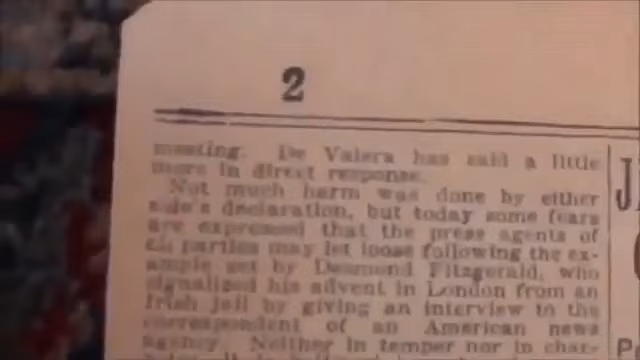 2
meeting. De Valera has said a little
more in direct response.
Not much harm was done by either
side's declaration, but today some fears
are expressed that the press agents of
all parties may let loose following the ex-
ample set by Desmond Fitzgerald, who
signalized his advent in London from an
Irish jail by giving an interview to the
correspondent of an American news
agency. Neither in temper nor in char-